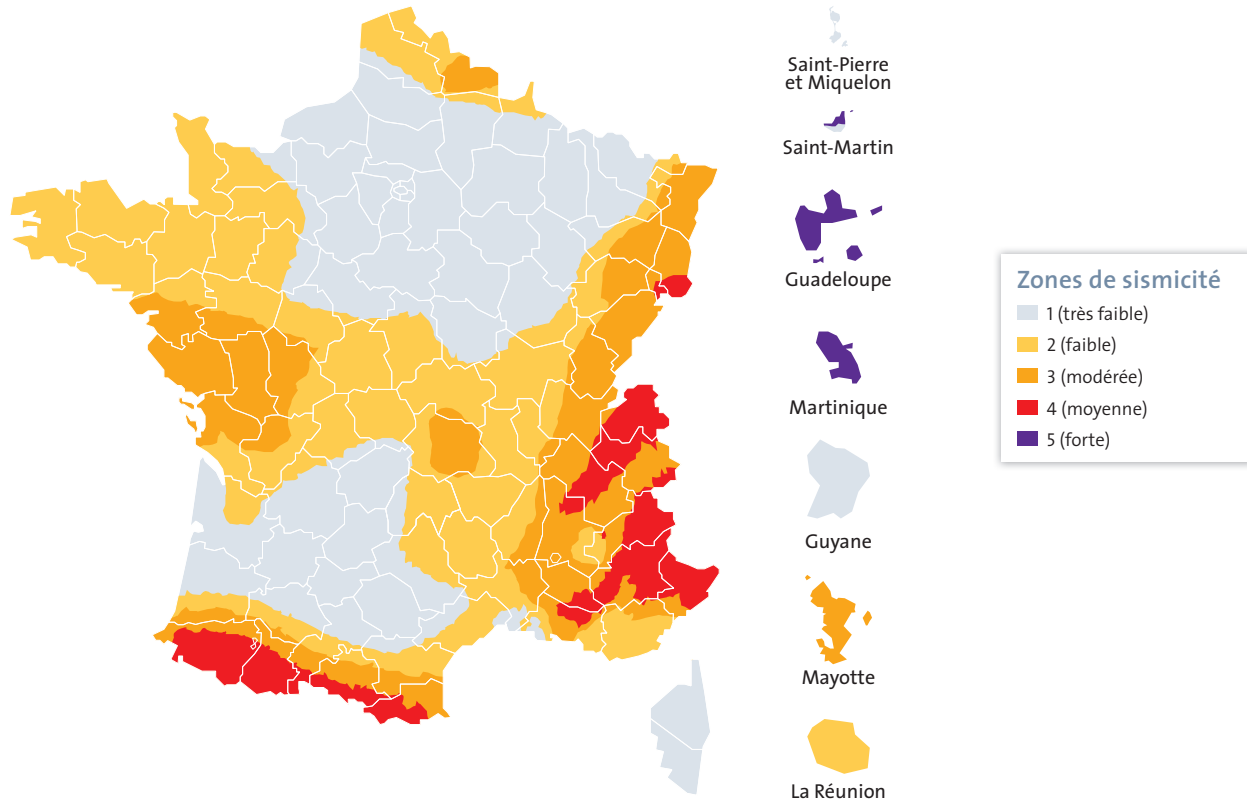 Saint-Pierre
et Miquelon
Saint-Martin
Guadeloupe
Martinique
Guyane
Mayotte
La Réunion
Zones de sismicité
1 (très faible)
2 (faible)
3 (modérée)
4 (moyenne)
5 (forte)